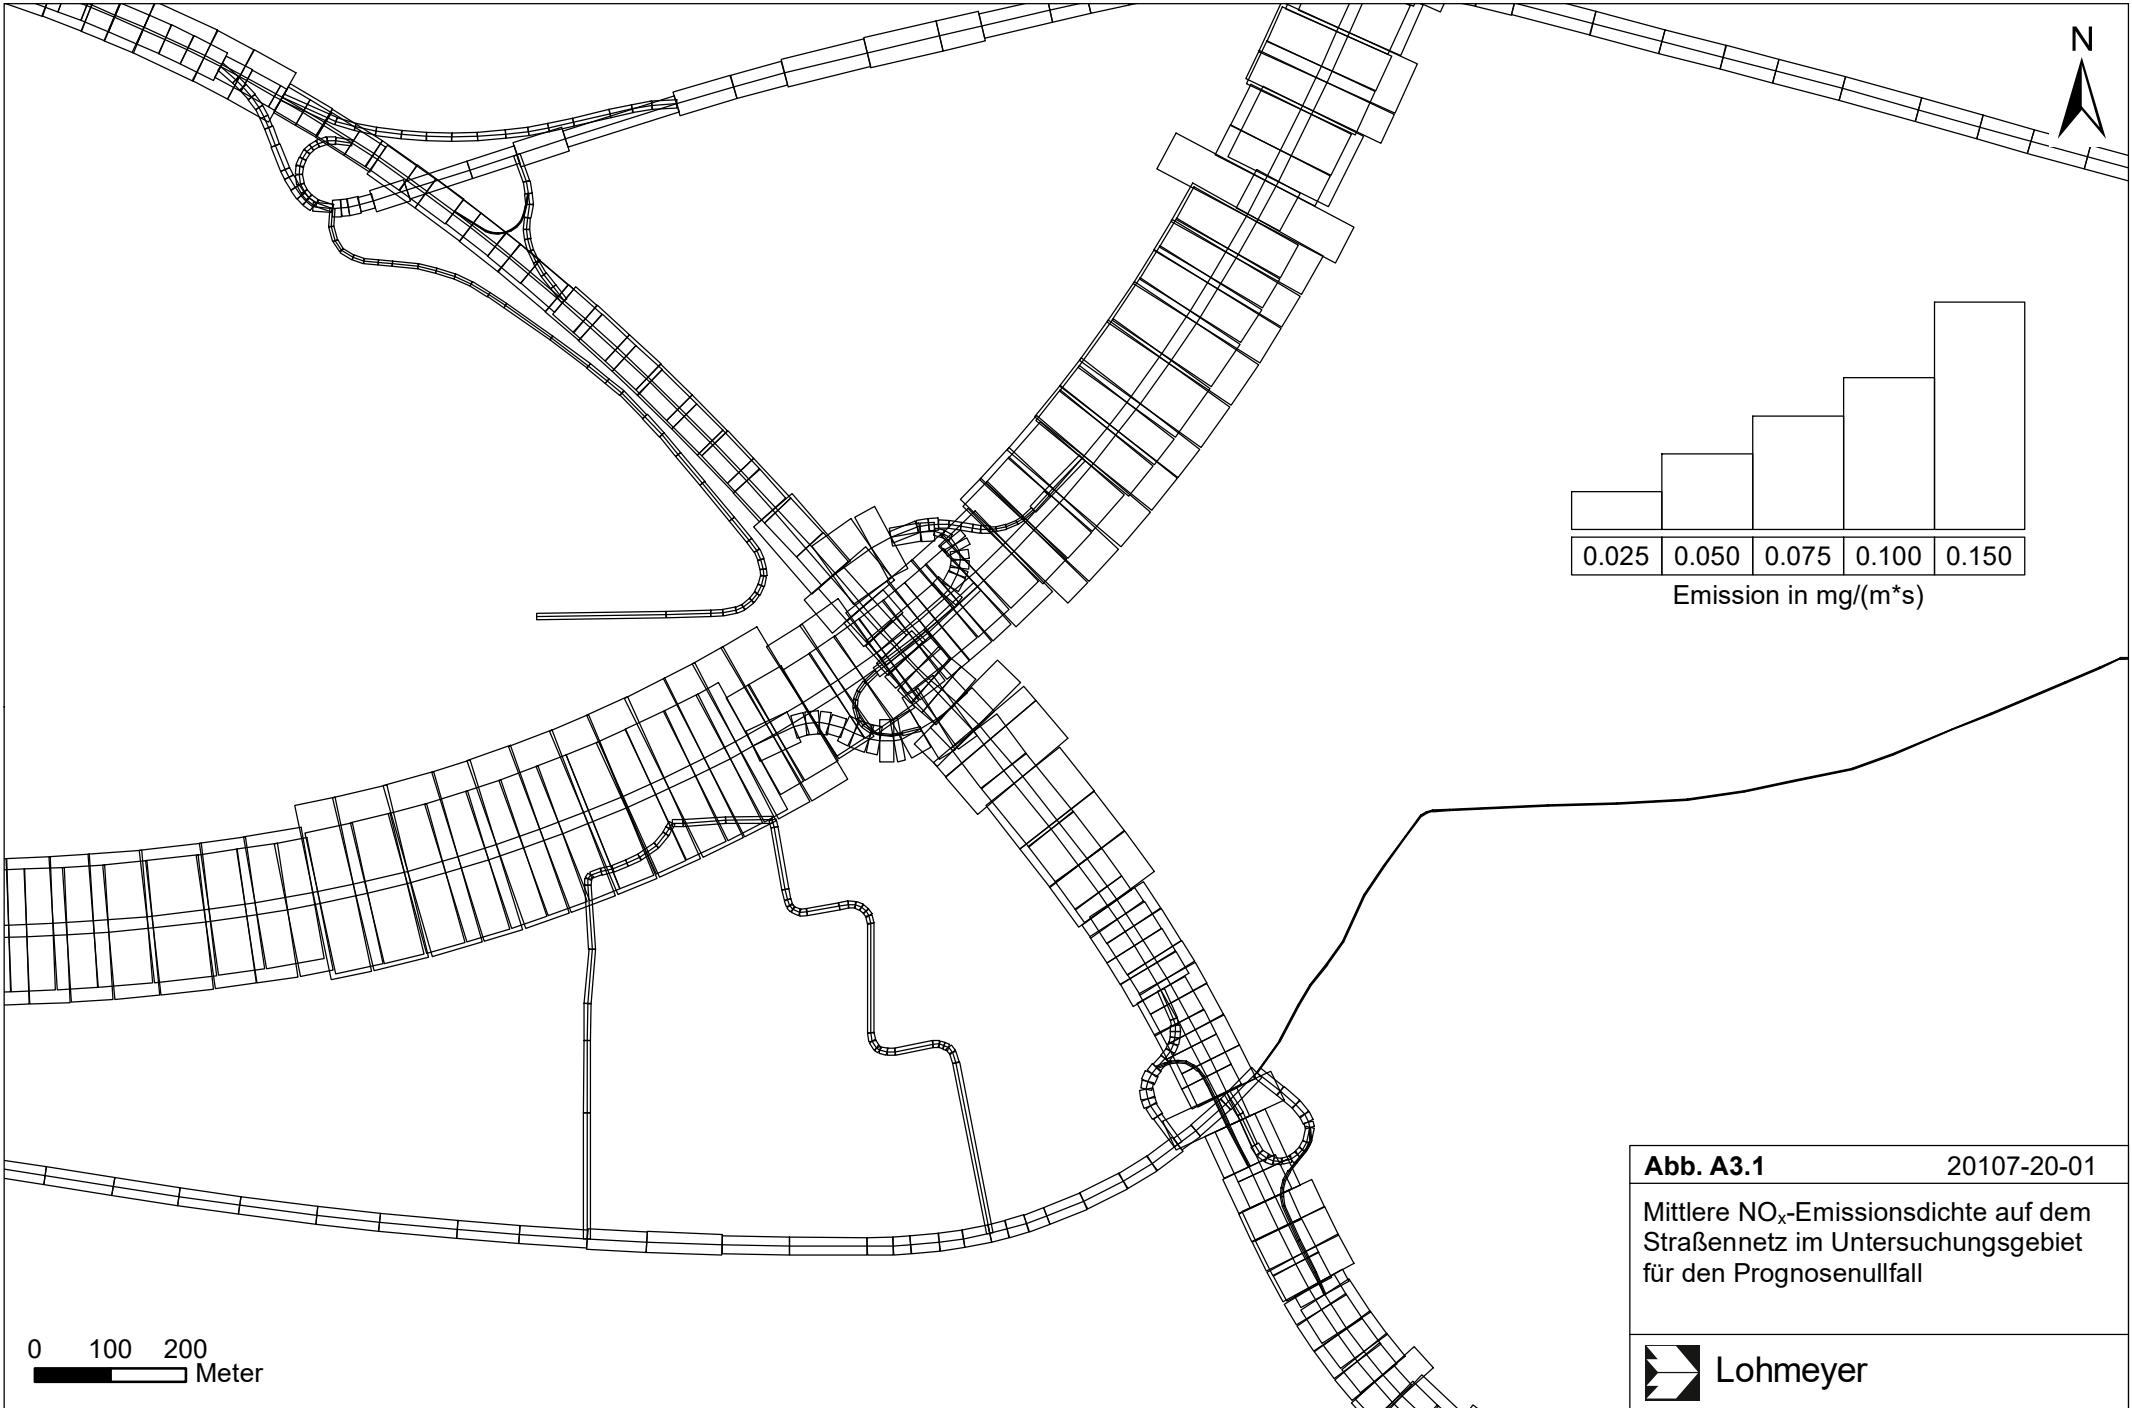 N
0.025 0.050 0.075 0.100 0.150
Emission in mg/(m*s)
Abb. A3.1 20107-20-01
Mittlere NOₓ-Emissionsdichte auf dem
Straßennetz im Untersuchungsgebiet
für den Prognosenullfall
0 100 200
Meter
Lohmeyer